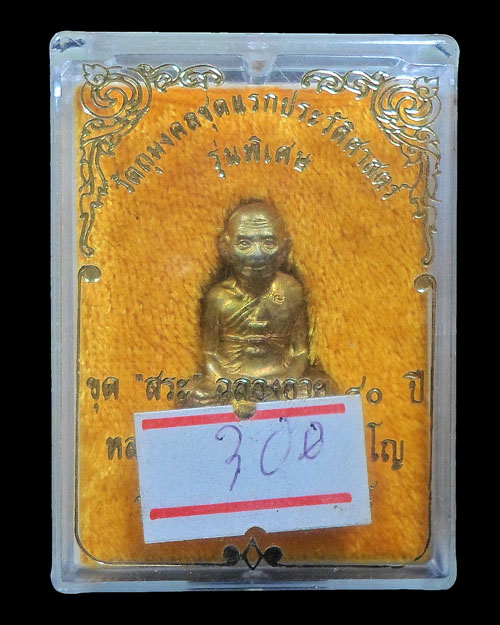 วัตถุมงคลชุดแรกประวัติศาสตร์
รุ่นพิเศษ
ขุด "สระ" ฉลองอายุ ๘๐ ปี
300